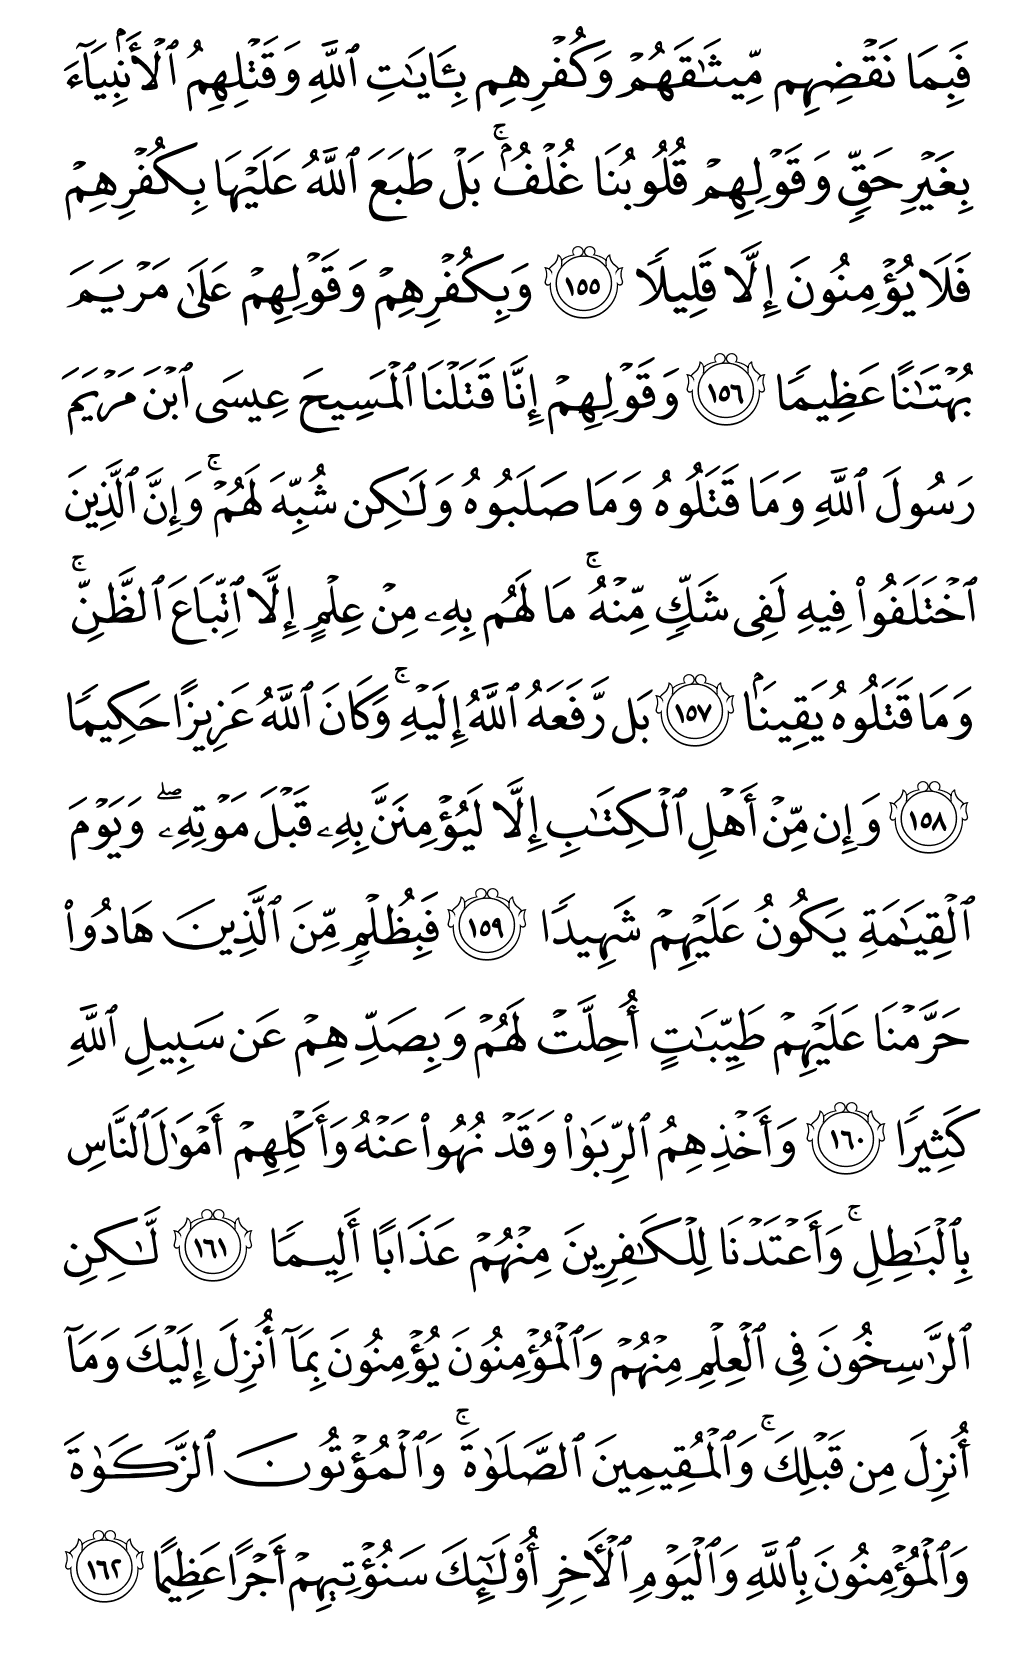 فَبِمَا نَقْضِهِم مِّيثَٰقَهُمْ وَكُفْرِهِم بِـَٔايَٰتِ ٱللَّهِ وَقَتْلِهِمُ ٱلْأَنۢبِيَآءَ
بِغَيْرِ حَقٍّ وَقَوْلِهِمْ قُلُوبُنَا غُلْفٌۢ ۚ بَلْ طَبَعَ ٱللَّهُ عَلَيْهَا بِكُفْرِهِمْ
فَلَا يُؤْمِنُونَ إِلَّا قَلِيلًا ١٥٥ وَبِكُفْرِهِمْ وَقَوْلِهِمْ عَلَىٰ مَرْيَمَ
بُهْتَٰنًا عَظِيمًا ١٥٦ وَقَوْلِهِمْ إِنَّا قَتَلْنَا ٱلْمَسِيحَ عِيسَى ٱبْنَ مَرْيَمَ
رَسُولَ ٱللَّهِ وَمَا قَتَلُوهُ وَمَا صَلَبُوهُ وَلَٰكِن شُبِّهَ لَهُمْ ۚ وَإِنَّ ٱلَّذِينَ
ٱخْتَلَفُوا۟ فِيهِ لَفِى شَكٍّ مِّنْهُ ۚ مَا لَهُم بِهِۦ مِنْ عِلْمٍ إِلَّا ٱتِّبَاعَ ٱلظَّنِّ ۚ
وَمَا قَتَلُوهُ يَقِينًۢا ١٥٧ بَل رَّفَعَهُ ٱللَّهُ إِلَيْهِ ۚ وَكَانَ ٱللَّهُ عَزِيزًا حَكِيمًا
١٥٨ وَإِن مِّنْ أَهْلِ ٱلْكِتَٰبِ إِلَّا لَيُؤْمِنَنَّ بِهِۦ قَبْلَ مَوْتِهِۦ ۖ وَيَوْمَ
ٱلْقِيَٰمَةِ يَكُونُ عَلَيْهِمْ شَهِيدًا ١٥٩ فَبِظُلْمٍ مِّنَ ٱلَّذِينَ هَادُوا۟
حَرَّمْنَا عَلَيْهِمْ طَيِّبَٰتٍ أُحِلَّتْ لَهُمْ وَبِصَدِّهِمْ عَن سَبِيلِ ٱللَّهِ
كَثِيرًا ١٦٠ وَأَخْذِهِمُ ٱلرِّبَوٰا۟ وَقَدْ نُهُوا۟ عَنْهُ وَأَكْلِهِمْ أَمْوَٰلَ ٱلنَّاسِ
بِٱلْبَٰطِلِ ۚ وَأَعْتَدْنَا لِلْكَٰفِرِينَ مِنْهُمْ عَذَابًا أَلِيمًا ١٦١ لَّٰكِنِ
ٱلرَّٰسِخُونَ فِى ٱلْعِلْمِ مِنْهُمْ وَٱلْمُؤْمِنُونَ يُؤْمِنُونَ بِمَآ أُنزِلَ إِلَيْكَ وَمَآ
أُنزِلَ مِن قَبْلِكَ ۚ وَٱلْمُقِيمِينَ ٱلصَّلَوٰةَ ۚ وَٱلْمُؤْتُونَ ٱلزَّكَوٰةَ
وَٱلْمُؤْمِنُونَ بِٱللَّهِ وَٱلْيَوْمِ ٱلْـَٔاخِرِ أُو۟لَٰٓئِكَ سَنُؤْتِيهِمْ أَجْرًا عَظِيمًا ١٦٢